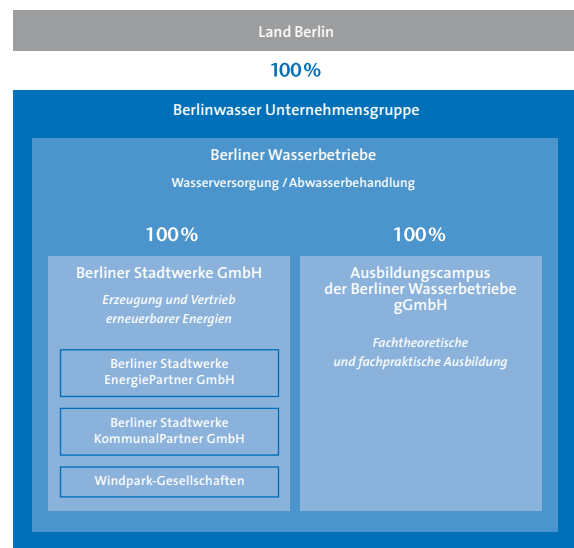 Land Berlin
100%
Berlinwasser Unternehmensgruppe
Berliner Wasserbetriebe
Wasserversorgung / Abwasserbehandlung
100%
Berliner Stadtwerke GmbH
Erzeugung und Vertrieb
erneuerbarer Energien
Berliner Stadtwerke
EnergiePartner GmbH
Berliner Stadtwerke
KommunalPartner GmbH
Windpark-Gesellschaften
100%
Ausbildungscampus
der Berliner Wasserbetriebe
gGmbH
Fachtheoretische
und fachpraktische Ausbildung